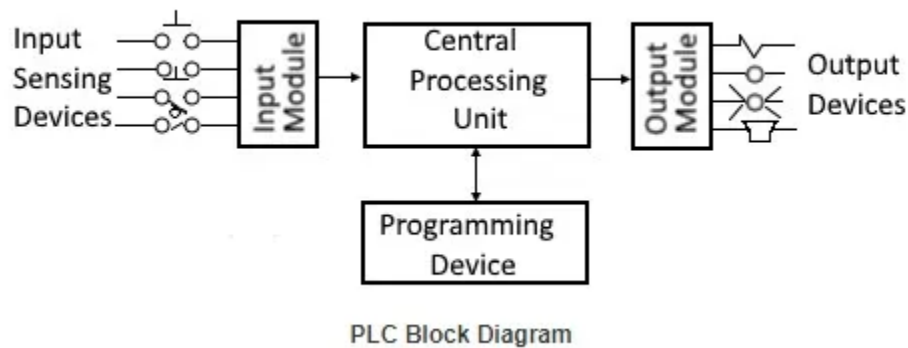 Input
Sensing
Devices
Input
Module
Central
Processing
Unit
Output
Module
Output
Devices
Programming
Device
PLC Block Diagram